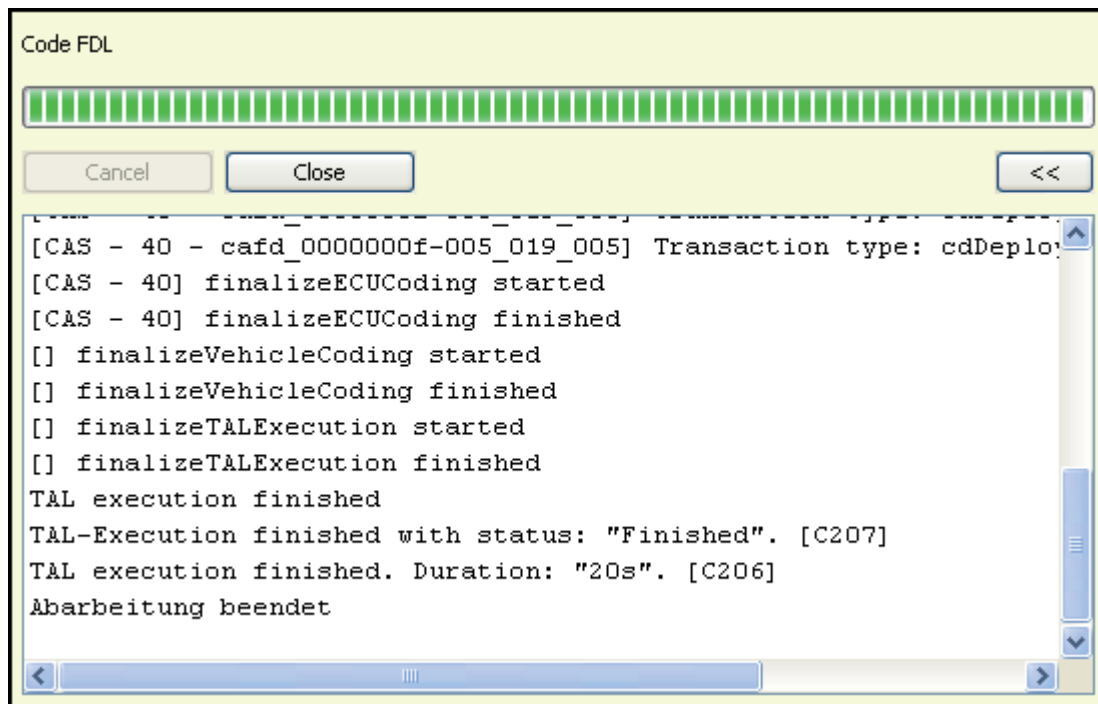 Code FDL
Cancel
Close
<<
[CAS - 40 - cafd_0000000f-005_019_005] Transaction type: cdDeplo
[CAS - 40] finalizeECUCoding started
[CAS - 40] finalizeECUCoding finished
[] finalizeVehicleCoding started
[] finalizeVehicleCoding finished
[] finalizeTALExecution started
[] finalizeTALExecution finished
TAL execution finished
TAL-Execution finished with status: "Finished". [C207]
TAL execution finished. Duration: "20s". [C206]
Abarbeitung beendet